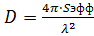 D = 4π·Sэфф / λ²